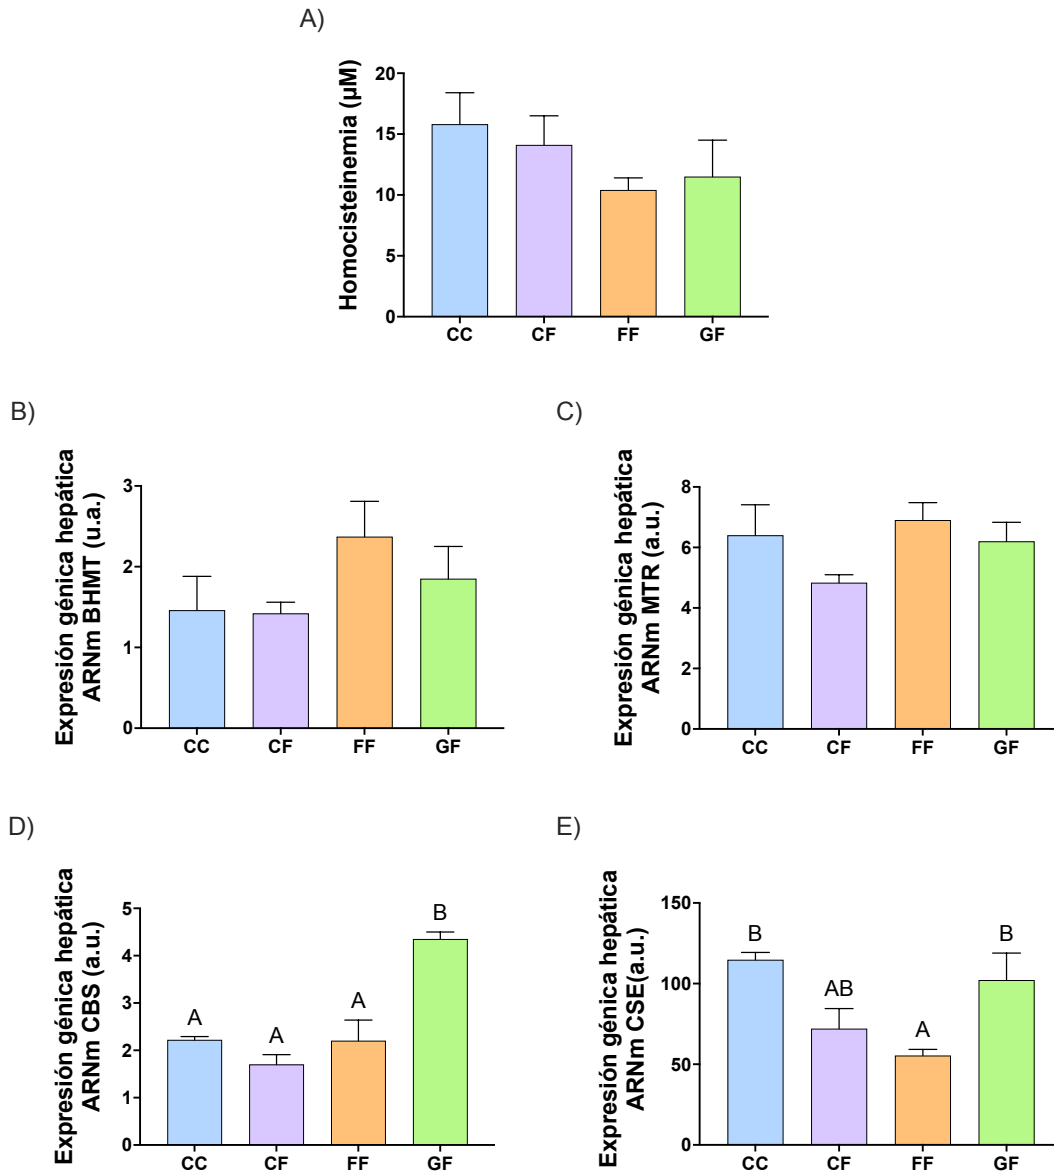 A)
Homocisteinemia (µM)
20
15
10
5
0
CC CF FF GF
B)
Expresión génica hepática
ARNm BHMT (u.a.)
3
2
1
0
CC CF FF GF
C)
Expresión génica hepática
ARNm MTR (a.u.)
8
6
4
2
0
CC CF FF GF
D)
Expresión génica hepática
ARNm CBS (a.u.)
5
4
3
2
1
0
A A A B
CC CF FF GF
E)
Expresión génica hepática
ARNm CSE(a.u.)
150
100
50
0
B AB A B
CC CF FF GF